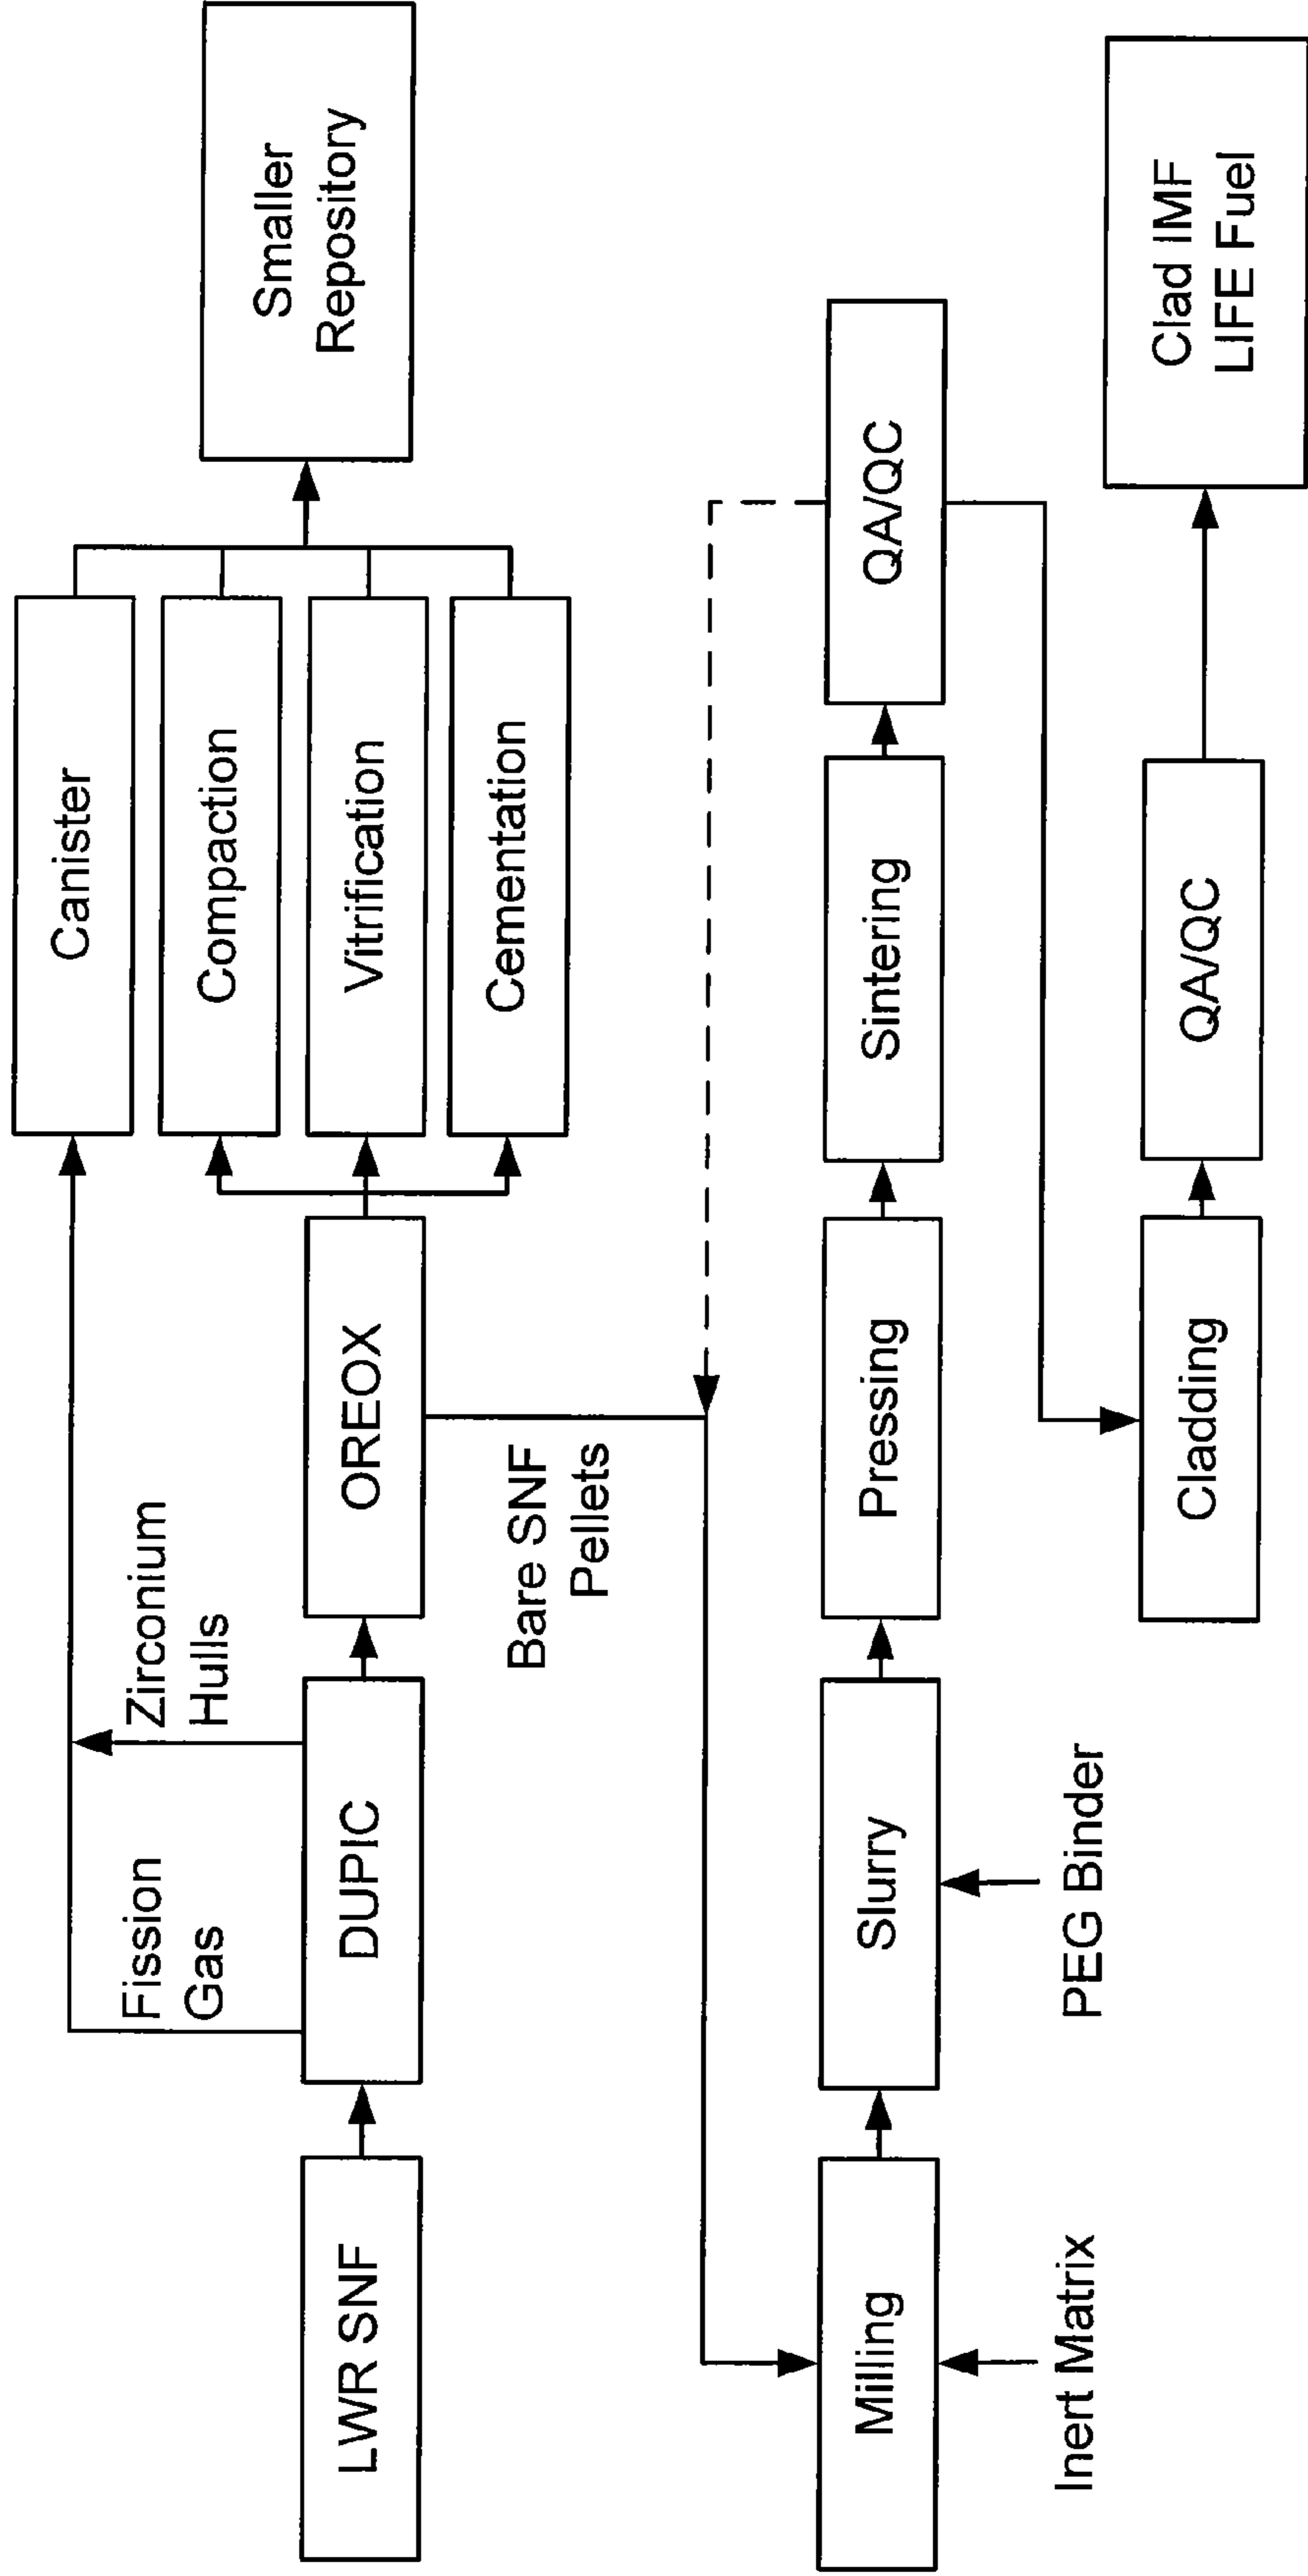 Canister
Smaller
Repository
Compaction
Vitrification
Cementation
Fission
Gas
Zirconium
Hulls
LWR SNF
DUPIC
OREOX
Bare SNF
Pellets
Milling
Slurry
Pressing
Sintering
QA/QC
Inert Matrix
PEG Binder
Cladding
QA/QC
Clad IMF
LIFE Fuel